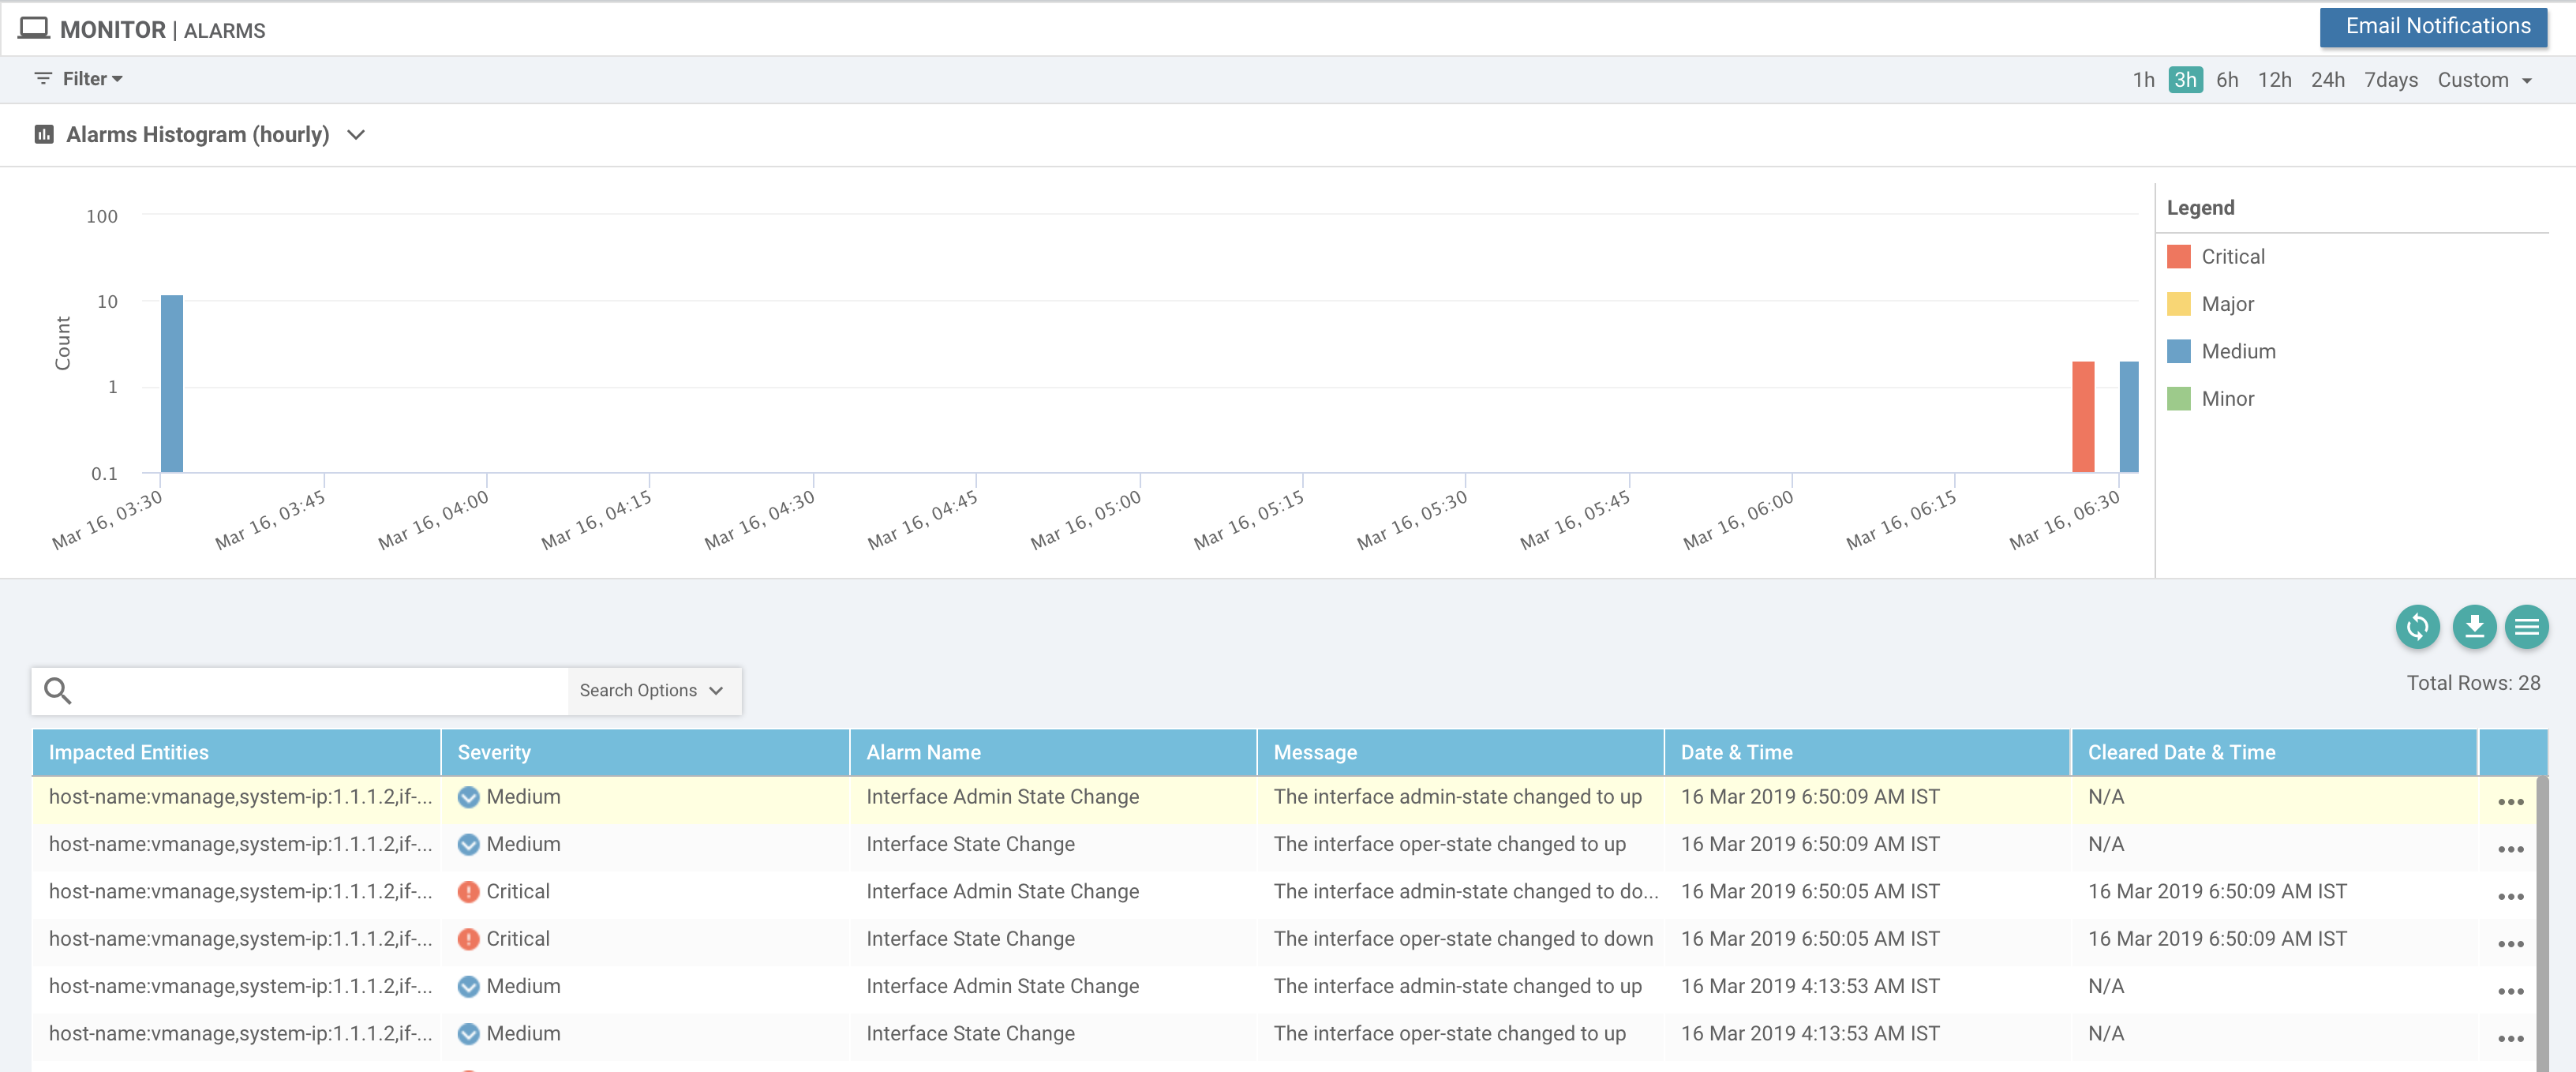 MONITOR | ALARMS
Email Notifications
Filter
1h 3h 6h 12h 24h 7days Custom
Alarms Histogram (hourly)
100
10
1
0.1
Count
Mar 16, 03:30
Mar 16, 03:45
Mar 16, 04:00
Mar 16, 04:15
Mar 16, 04:30
Mar 16, 04:45
Mar 16, 05:00
Mar 16, 05:15
Mar 16, 05:30
Mar 16, 05:45
Mar 16, 06:00
Mar 16, 06:15
Mar 16, 06:30
Legend
Critical
Major
Medium
Minor
Search Options
Total Rows: 28
Impacted Entities Severity Alarm Name Message Date & Time Cleared Date & Time
host-name:vmanage,system-ip:1.1.1.2,if-... Medium Interface Admin State Change The interface admin-state changed to up 16 Mar 2019 6:50:09 AM IST N/A
host-name:vmanage,system-ip:1.1.1.2,if-... Medium Interface State Change The interface oper-state changed to up 16 Mar 2019 6:50:09 AM IST N/A
host-name:vmanage,system-ip:1.1.1.2,if-... Critical Interface Admin State Change The interface admin-state changed to do... 16 Mar 2019 6:50:05 AM IST 16 Mar 2019 6:50:09 AM IST
host-name:vmanage,system-ip:1.1.1.2,if-... Critical Interface State Change The interface oper-state changed to down 16 Mar 2019 6:50:05 AM IST 16 Mar 2019 6:50:09 AM IST
host-name:vmanage,system-ip:1.1.1.2,if-... Medium Interface Admin State Change The interface admin-state changed to up 16 Mar 2019 4:13:53 AM IST N/A
host-name:vmanage,system-ip:1.1.1.2,if-... Medium Interface State Change The interface oper-state changed to up 16 Mar 2019 4:13:53 AM IST N/A